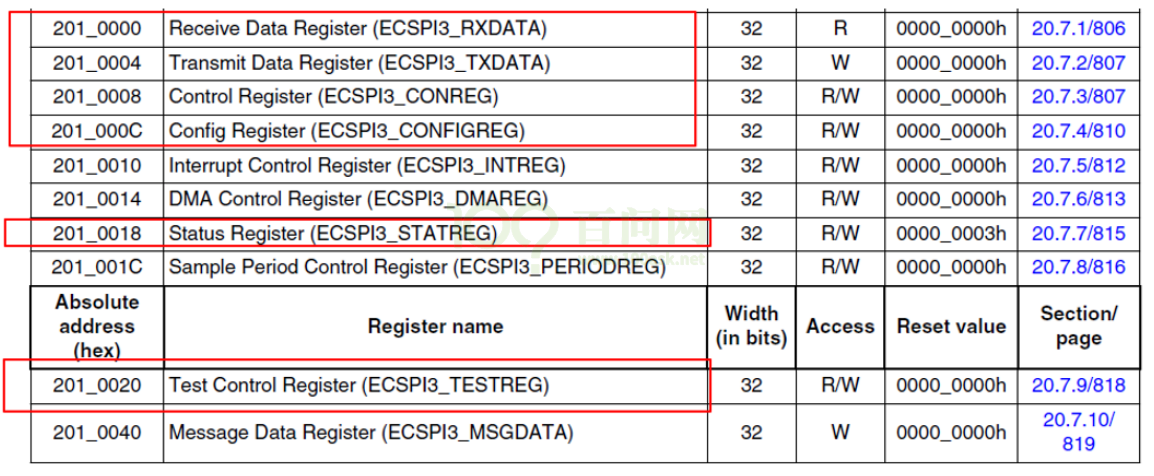 201_0000 Receive Data Register (ECSPI3_RXDATA) 32 R 0000_0000h 20.7.1/806
201_0004 Transmit Data Register (ECSPI3_TXDATA) 32 W 0000_0000h 20.7.2/807
201_0008 Control Register (ECSPI3_CONREG) 32 R/W 0000_0000h 20.7.3/807
201_000C Config Register (ECSPI3_CONFIGREG) 32 R/W 0000_0000h 20.7.4/810
201_0010 Interrupt Control Register (ECSPI3_INTREG) 32 R/W 0000_0000h 20.7.5/812
201_0014 DMA Control Register (ECSPI3_DMAREG) 32 R/W 0000_0000h 20.7.6/813
100 百问网
201_0018 Status Register (ECSPI3_STATREG) 32 R/W 0000_0003h 20.7.7/815
201_001C Sample Period Control Register (ECSPI3_PERIODREG) 32 R/W 0000_0000h 20.7.8/816
Absolute
address
(hex)
Register name
Width
(in bits)
Access
Reset value
Section/
page
201_0020 Test Control Register (ECSPI3_TESTREG) 32 R/W 0000_0000h 20.7.9/818
201_0040 Message Data Register (ECSPI3_MSGDATA) 32 W 0000_0000h 20.7.10/
819